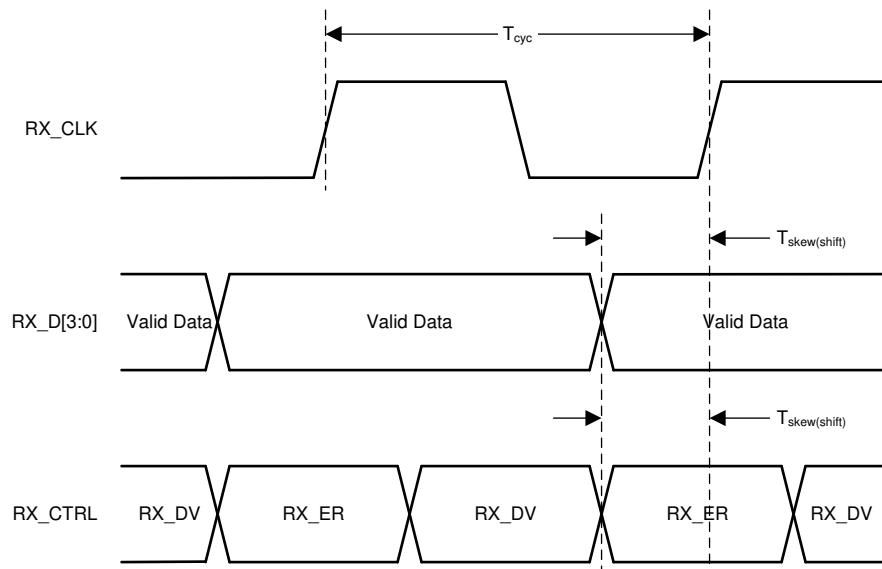 T_cyc
RX_CLK
T_skew(shift)
RX_D[3:0] Valid Data Valid Data Valid Data
T_skew(shift)
RX_CTRL RX_DV RX_ER RX_DV RX_ER RX_DV